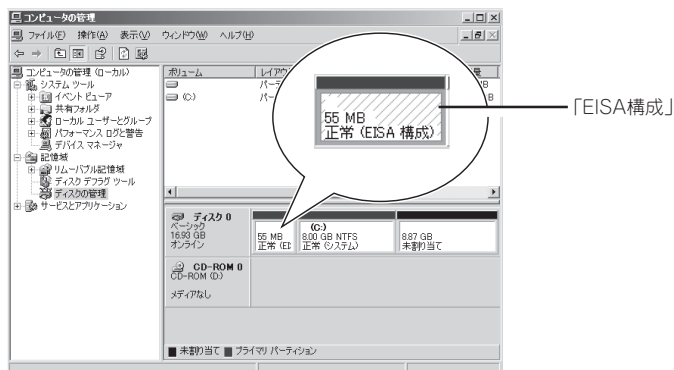 コンピュータの管理
ファイル(F) 操作(A) 表示(V) ウィンドウ(W) ヘルプ(H)
コンピュータの管理 (ローカル)
システム ツール
イベント ビューア
共有フォルダ
ローカル ユーザーとグループ
パフォーマンス ログと警告
デバイス マネージャ
記憶域
リムーバブル記憶域
ディスク デフラグ ツール
ディスクの管理
サービスとアプリケーション
ボリューム
(C:)
55 MB
正常 (EISA 構成)
「EISA構成」
ディスク 0
ベーシック
16.93 GB
オンライン
55 MB
正常 (EI
(C:)
8.00 GB NTFS
正常 (システム)
8.87 GB
未割り当て
CD-ROM 0
CD-ROM (D:)
メディアなし
未割り当て プライマリ パーティション